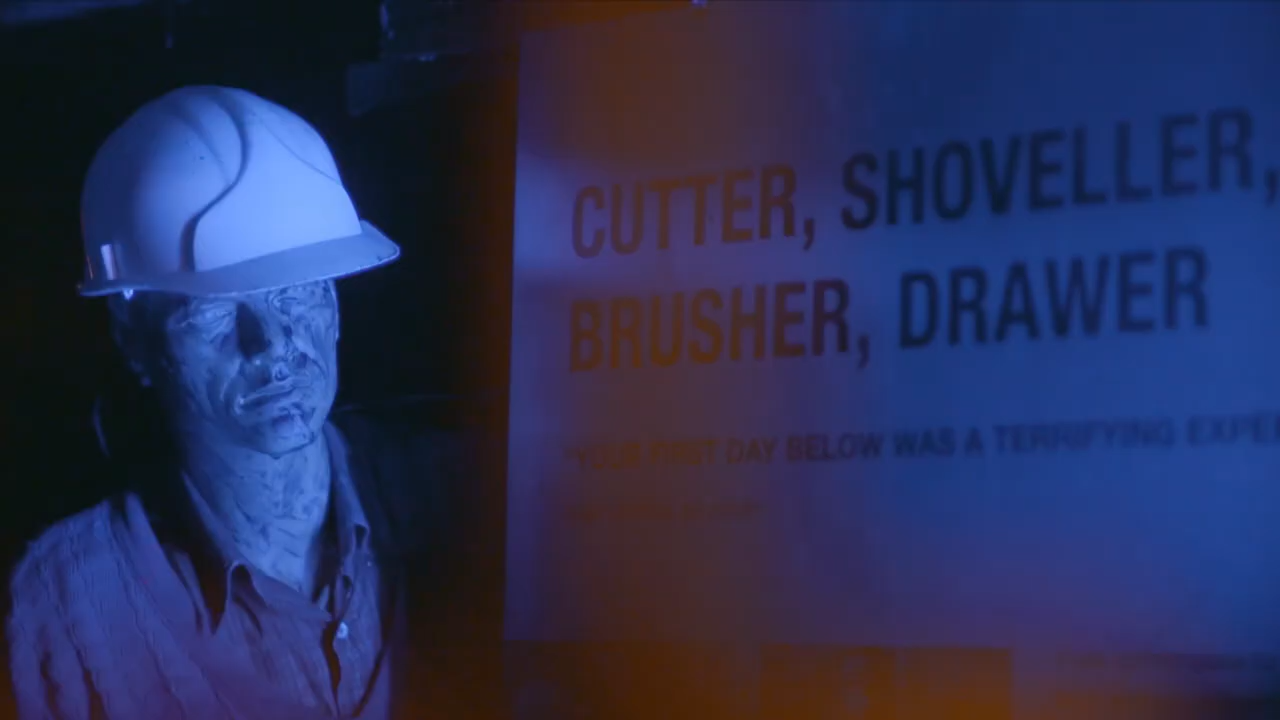 CUTTER, SHOVELLER,
BRUSHER, DRAWER
"YOUR FIRST DAY BELOW WAS A TERRIFYING